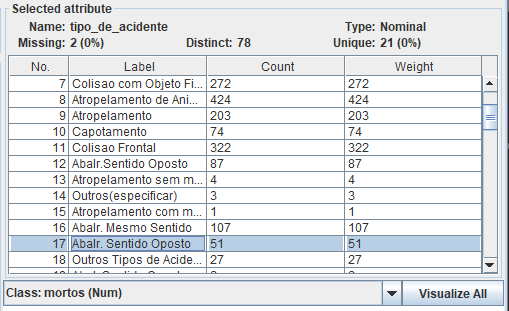 Selected attribute
Name: tipo_de_acidente Type: Nominal
Missing: 2 (0%) Distinct: 78 Unique: 21 (0%)
No. Label Count Weight
7 Colisao com Objeto Fi... 272 272
8 Atropelamento de Ani... 424 424
9 Atropelamento 203 203
10 Capotamento 74 74
11 Colisao Frontal 322 322
12 Abalr.Sentido Oposto 87 87
13 Atropelamento sem m... 4 4
14 Outros(especificar) 3 3
15 Atropelamento com m... 1 1
16 Abalr. Mesmo Sentido 107 107
17 Abalr. Sentido Oposto 51 51
18 Outros Tipos de Acide... 27 27
Class: mortos (Num) Visualize All